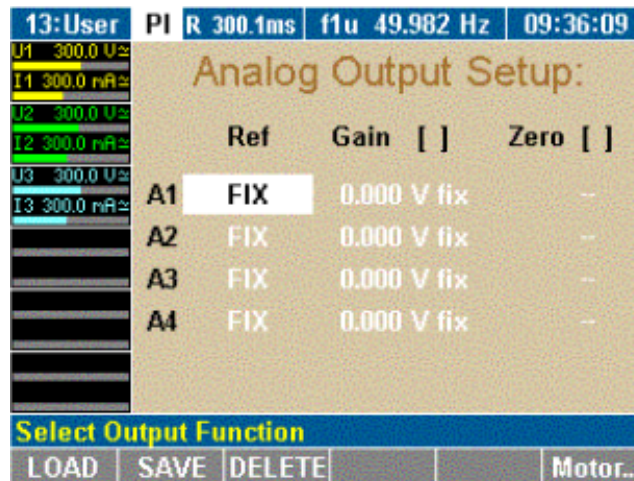 13:User PI R 300.1ms f1u 49.982 Hz 09:36:09
U1 300.0 V≃
I1 300.0 mA≃
U2 300.0 V≃
I2 300.0 mA≃
U3 300.0 V≃
I3 300.0 mA≃
Analog Output Setup:
Ref Gain [ ] Zero [ ]
A1 FIX 0.000 V fix --
A2 FIX 0.000 V fix --
A3 FIX 0.000 V fix --
A4 FIX 0.000 V fix --
Select Output Function
LOAD SAVE DELETE Motor..